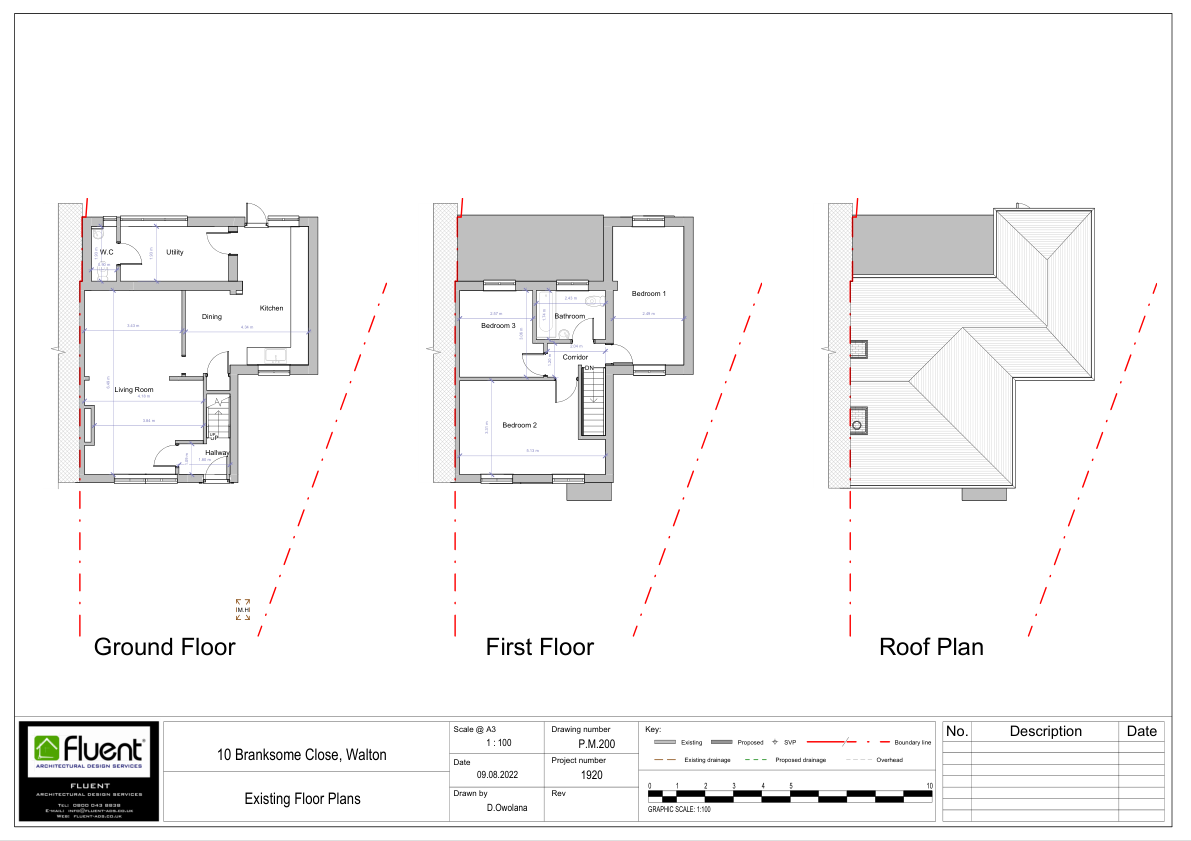 W.C
Utility
Kitchen
Dining
Living Room
UP
Hallway
4.34 m
Ground Floor
Bedroom 1
Bedroom 3
Bathroom
Corridor
DN
Bedroom 2
2.43 m
First Floor
Roof Plan
fluent®
ARCHITECTURAL DESIGN SERVICES
FLUENT
ARCHITECTURAL DESIGN SERVICES
Tel: 0800 043 8838
E-mail: info@fluent-ads.co.uk
Web: fluent-ads.co.uk
10 Branksome Close, Walton
Existing Floor Plans
Scale @ A3
1 : 100
Date
09.08.2022
Drawn by
D.Owolana
Drawing number
P.M.200
Project number
1920
Rev
Key:
Existing
Proposed
SVP
Boundary line
Existing drainage
Proposed drainage
Overhead
0 1 2 3 4 5 10
GRAPHIC SCALE: 1:100
No. Description Date